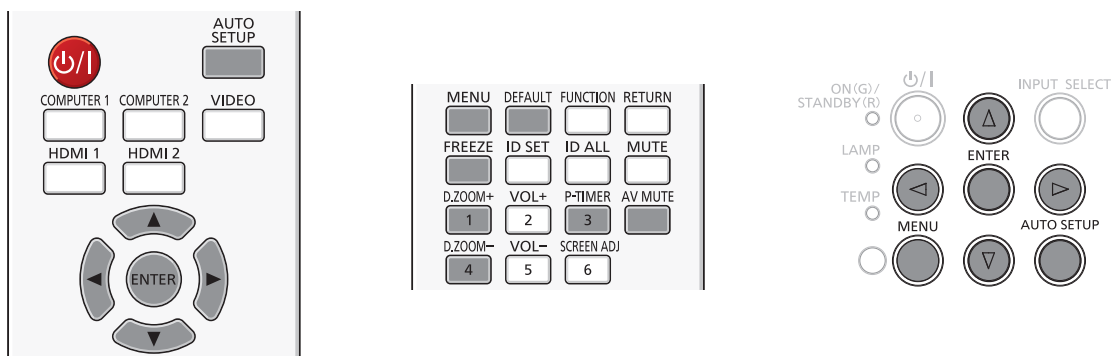 AUTO
SETUP
⏻/I
COMPUTER 1 COMPUTER 2 VIDEO
HDMI 1 HDMI 2
ENTER
MENU DEFAULT FUNCTION RETURN
FREEZE ID SET ID ALL MUTE
D.ZOOM+ VOL+ P-TIMER AV MUTE
1 2 3
D.ZOOM− VOL− SCREEN ADJ
4 5 6
⏻/I
ON(G)/
STANDBY(R)
INPUT SELECT
LAMP
ENTER
TEMP
MENU
AUTO SETUP